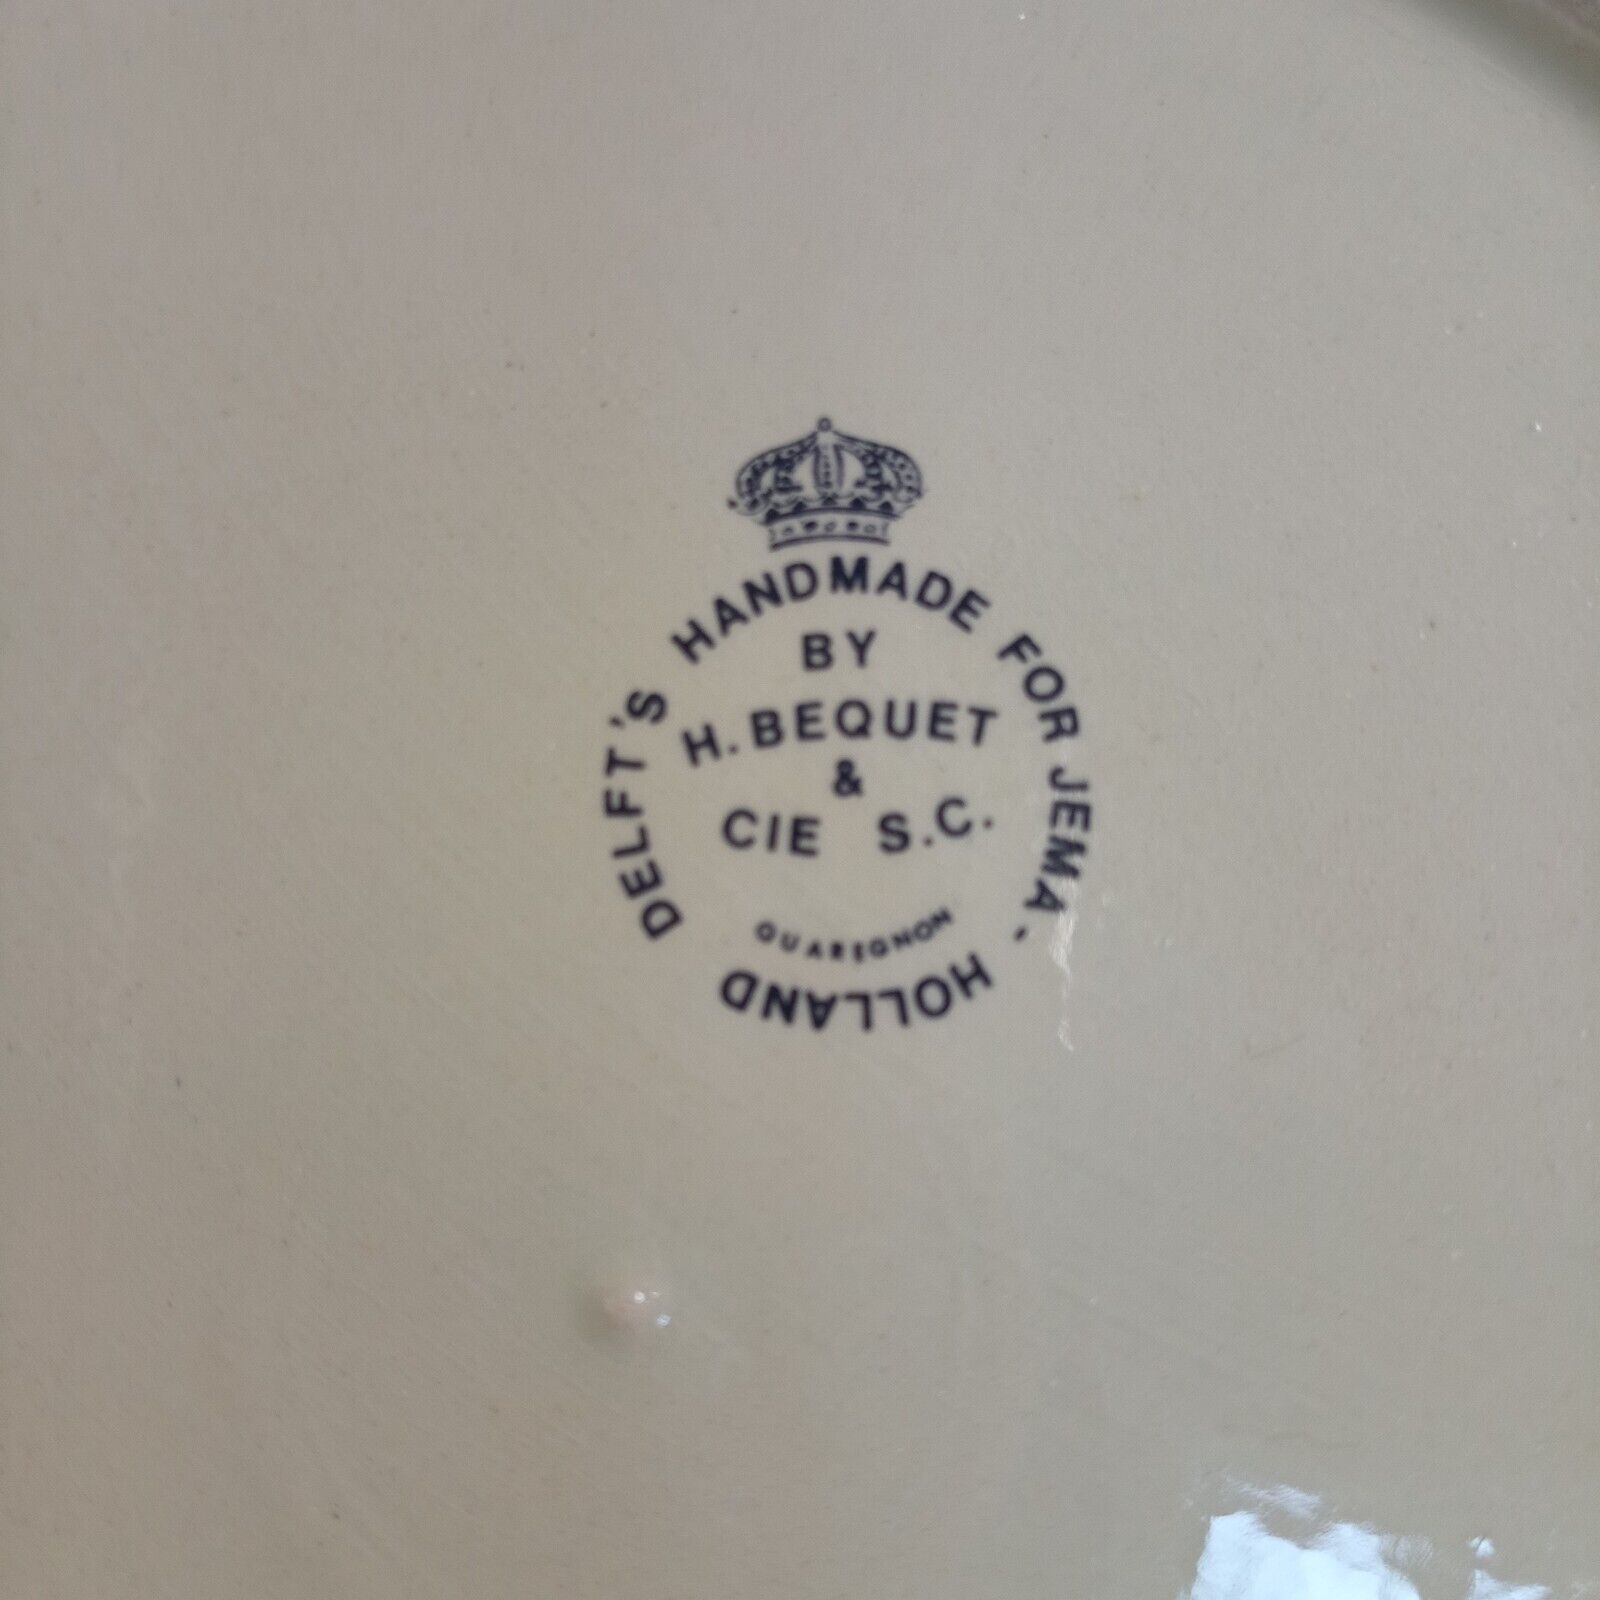 DELFT'S HANDMADE FOR JEMA - HOLLAND
BY
H. BEQUET
&
CIE S.C.
QUAREGNON